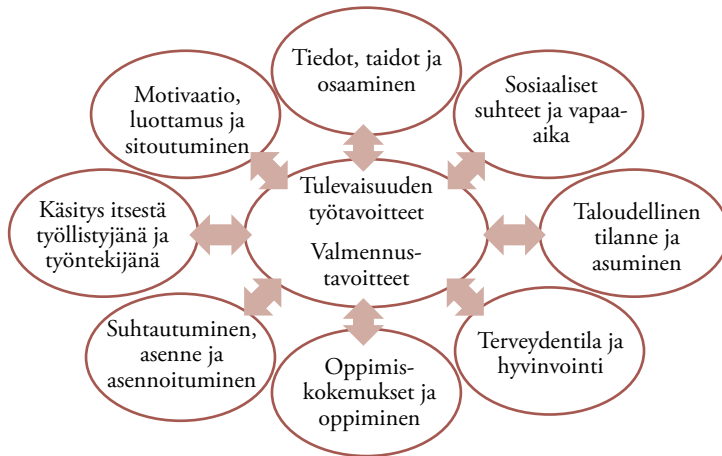 Tiedot, taidot ja
osaaminen
Sosiaaliset
suhteet ja vapaa-
aika
Taloudellinen
tilanne ja
asuminen
Terveydentila ja
hyvinvointi
Oppimis-
kokemukset ja
oppiminen
Suhtautuminen,
asenne ja
asennoituminen
Käsitys itsestä
työllistyjänä ja
työntekijänä
Motivaatio,
luottamus ja
sitoutuminen
Tulevaisuuden
työtavoitteet
Valmennus-
tavoitteet